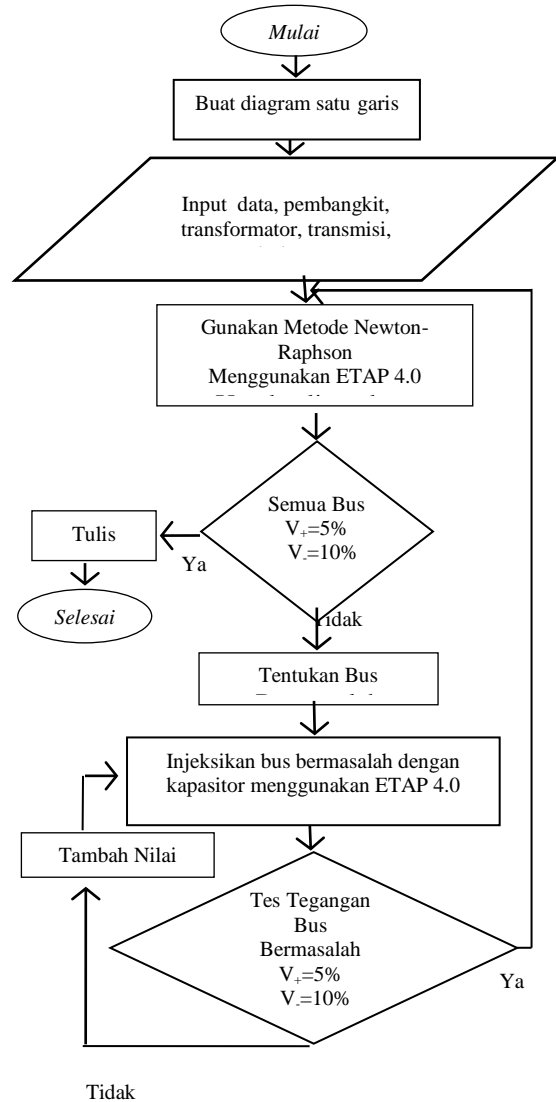 Mulai
Buat diagram satu garis
Input data, pembangkit,
transformator, transmisi,
Gunakan Metode Newton-
Raphson
Menggunakan ETAP 4.0
Semua Bus
V₊=5%
V₋=10%
Tulis
Ya
Selesai
Tidak
Tentukan Bus
Injeksikan bus bermasalah dengan
kapasitor menggunakan ETAP 4.0
Tambah Nilai
Tes Tegangan
Bus
Bermasalah
V₊=5%
V₋=10%
Ya
Tidak